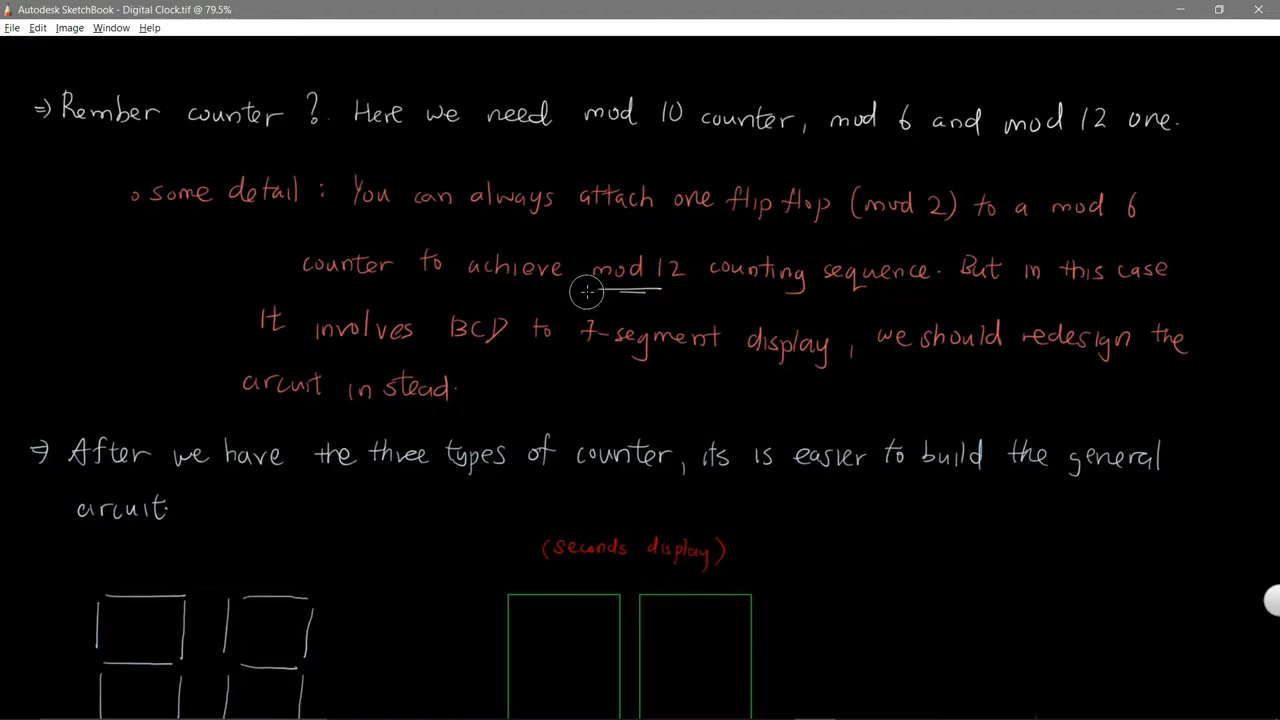 Autodesk SketchBook - Digital Clock.tif @ 79.5%
File Edit Image Window Help
⇒ Rember counter ? Here we need mod 10 counter, mod 6 and mod 12 one.
o some detail : You can always attach one flip flop (mod 2) to a mod 6
counter to achieve mod 12 counting sequence. But in this case
It involves BCD to 7-segment display, we should redesign the
circuit in stead.
⇒ After we have the three types of counter, its is easier to build the general
circuit.
(seconds display)